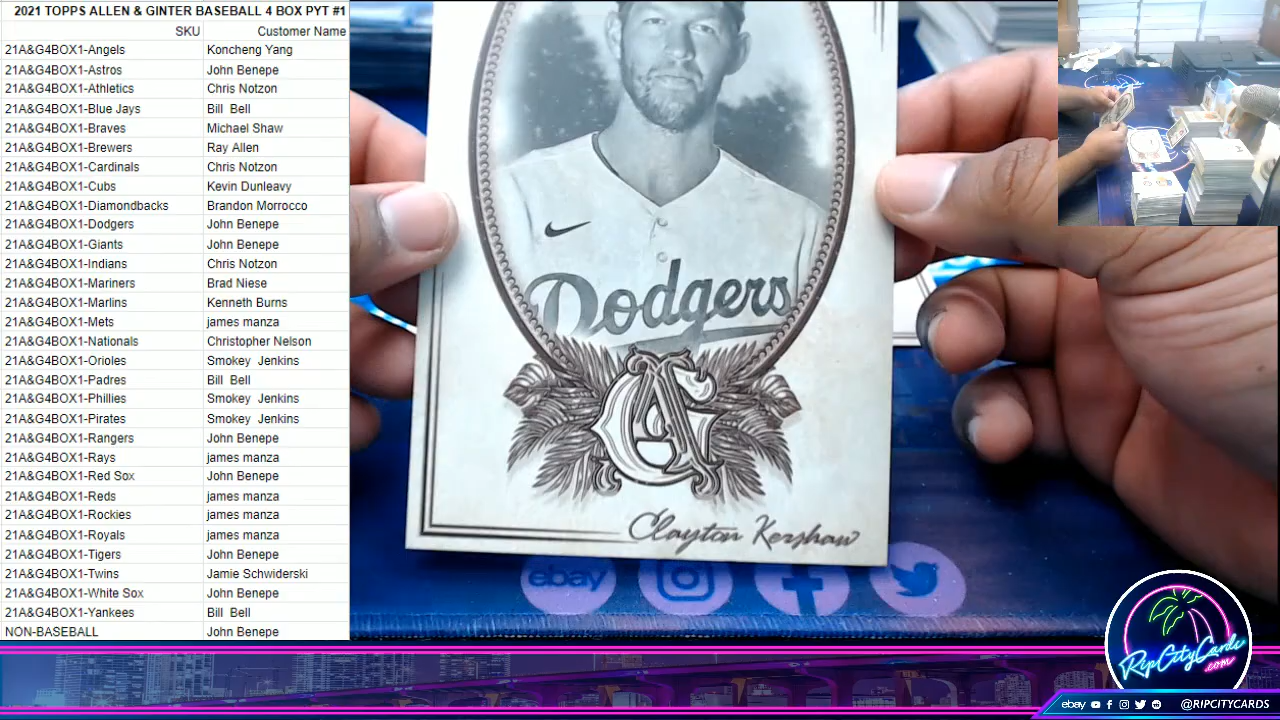 2021 TOPPS ALLEN & GINTER BASEBALL 4 BOX PYT #1
SKU Customer Name
21A&G4BOX1-Angels Koncheng Yang
21A&G4BOX1-Astros John Benepe
21A&G4BOX1-Athletics Chris Notzon
21A&G4BOX1-Blue Jays Bill Bell
21A&G4BOX1-Braves Michael Shaw
21A&G4BOX1-Brewers Ray Allen
21A&G4BOX1-Cardinals Chris Notzon
21A&G4BOX1-Cubs Kevin Dunleavy
21A&G4BOX1-Diamondbacks Brandon Morrocco
21A&G4BOX1-Dodgers John Benepe
21A&G4BOX1-Giants John Benepe
21A&G4BOX1-Indians Chris Notzon
21A&G4BOX1-Mariners Brad Niese
21A&G4BOX1-Marlins Kenneth Burns
21A&G4BOX1-Mets james manza
21A&G4BOX1-Nationals Christopher Nelson
21A&G4BOX1-Orioles Smokey Jenkins
21A&G4BOX1-Padres Bill Bell
21A&G4BOX1-Phillies Smokey Jenkins
21A&G4BOX1-Pirates Smokey Jenkins
21A&G4BOX1-Rangers John Benepe
21A&G4BOX1-Rays james manza
21A&G4BOX1-Red Sox John Benepe
21A&G4BOX1-Reds james manza
21A&G4BOX1-Rockies james manza
21A&G4BOX1-Royals james manza
21A&G4BOX1-Tigers John Benepe
21A&G4BOX1-Twins Jamie Schwiderski
21A&G4BOX1-White Sox John Benepe
21A&G4BOX1-Yankees Bill Bell
NON-BASEBALL John Benepe
Dodgers
AG
Clayton Kershaw
ebay
RipCityCards
.com
ebay @RIPCITYCARDS